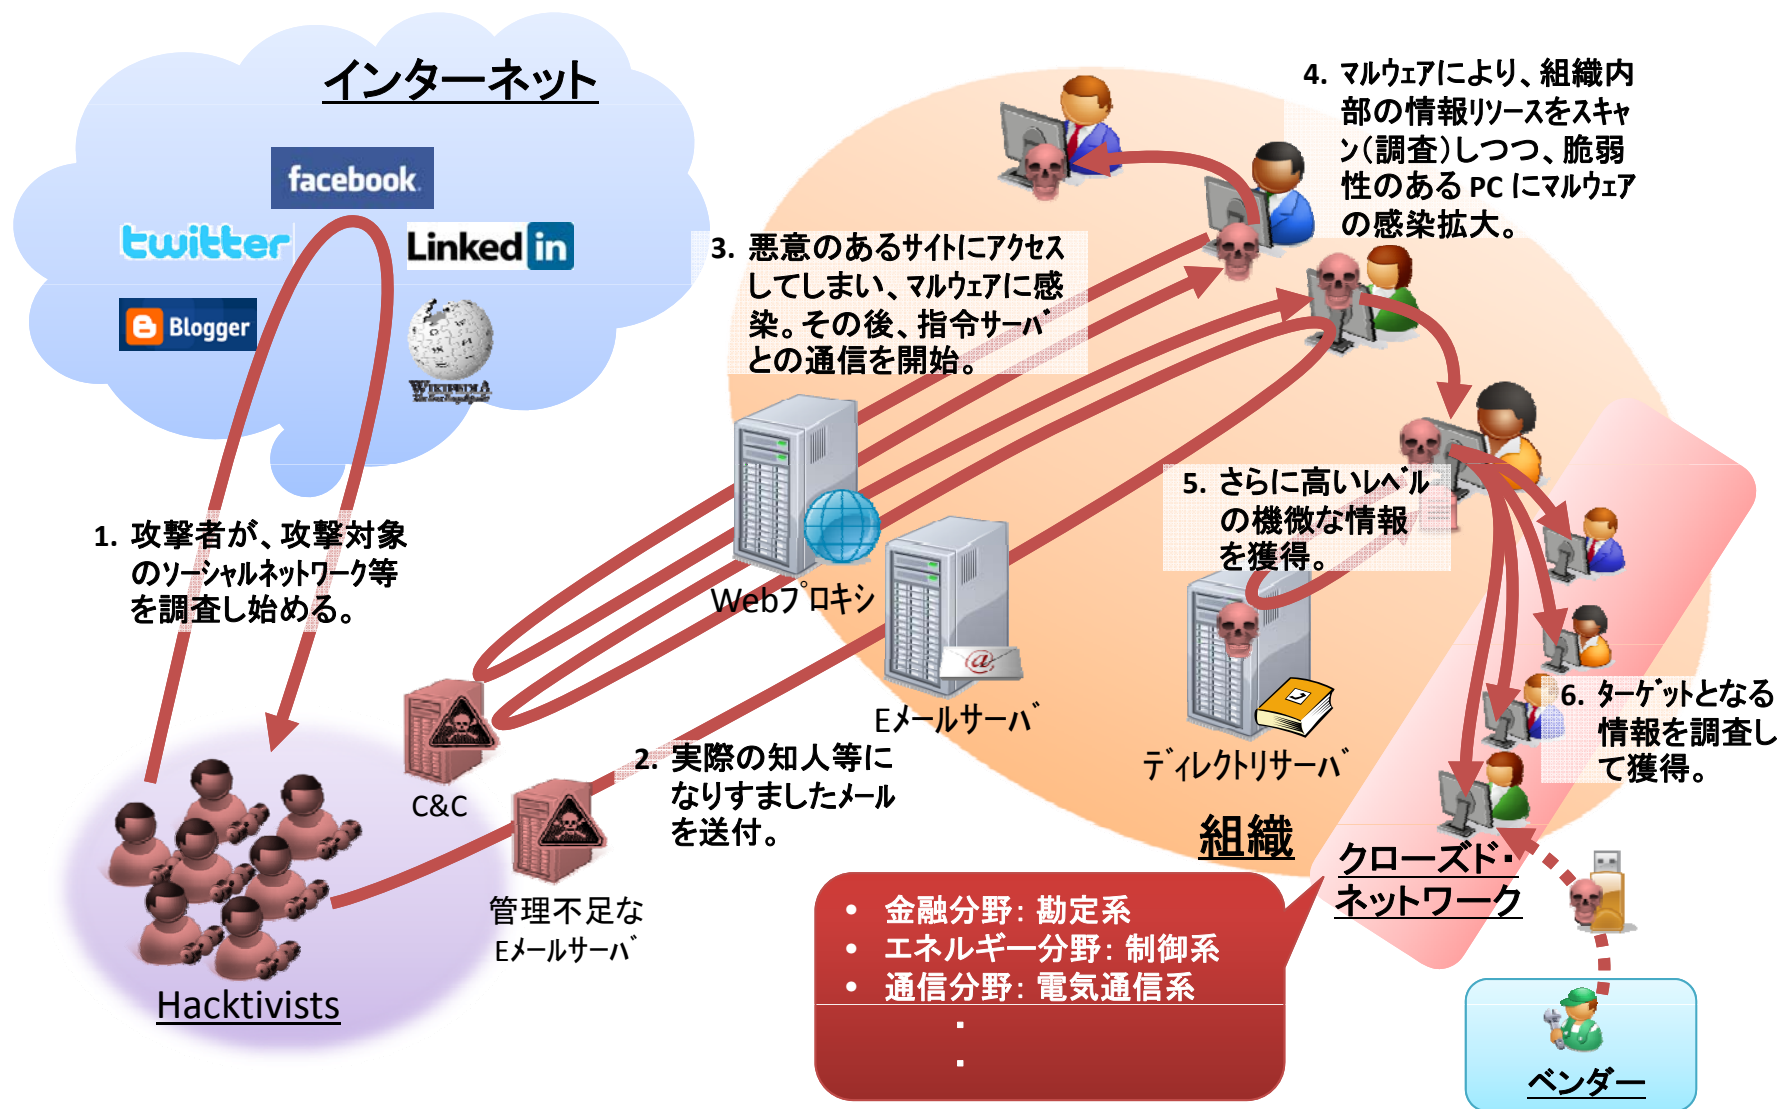 インターネット
facebook
twitter
Linked in
Blogger
WIKIPEDIA
The Free Encyclopedia
1. 攻撃者が、攻撃対象
のソーシャルネットワーク等
を調査し始める。
Hacktivists
C&C
管理不足な
Eメールサーバ
2. 実際の知人等に
なりすましたメール
を送付。
3. 悪意のあるサイトにアクセス
してしまい、マルウェアに感
染。その後、指令サーバ
との通信を開始。
Webプロキシ
Eメールサーバ
4. マルウェアにより、組織内
部の情報リソースをスキャ
ン(調査)しつつ、脆弱
性のある PC にマルウェア
の感染拡大。
5. さらに高いレベル
の機微な情報
を獲得。
ディレクトリサーバ
組織
6. ターゲットとなる
情報を調査し
て獲得。
クローズド・
ネットワーク
• 金融分野：勘定系
• エネルギー分野：制御系
• 通信分野：電気通信系
・
・
ベンダー